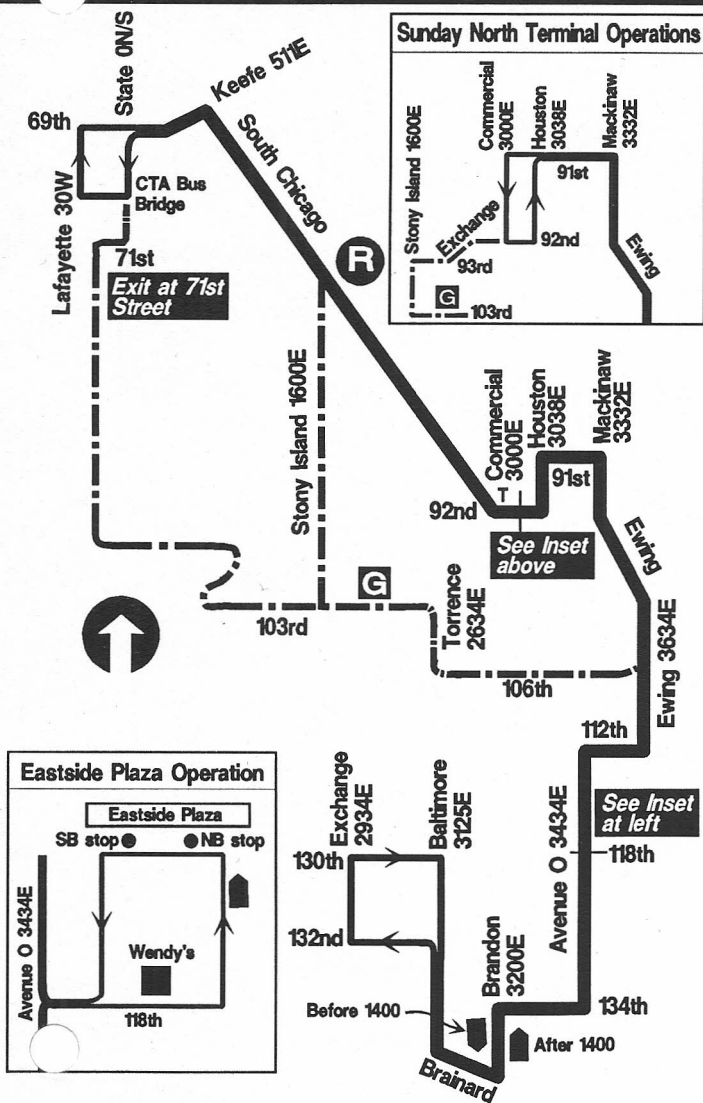 Sunday North Terminal Operations
Stony Island 1600E
Commercial
3000E
Houston
3038E
Mackinaw
3332E
91st
Exchange
92nd
93rd
Ewing
G
103rd
State 0N/S
Keefe 511E
69th
South Chicago
CTA Bus
Bridge
Lafayette 30W
71st
Exit at 71st
Street
R
Stony Island 1600E
Commercial
3000E
Houston
3038E
Mackinaw
3332E
T
91st
92nd
See Inset
above
Ewing
G
103rd
Torrence
2634E
106th
Ewing 3634E
112th
See Inset
at left
Avenue O 3434E
118th
Eastside Plaza Operation
Eastside Plaza
SB stop
NB stop
Avenue O 3434E
Wendy's
118th
Exchange
2934E
Baltimore
3125E
130th
132nd
Brandon
3200E
134th
Before 1400
After 1400
Brainard